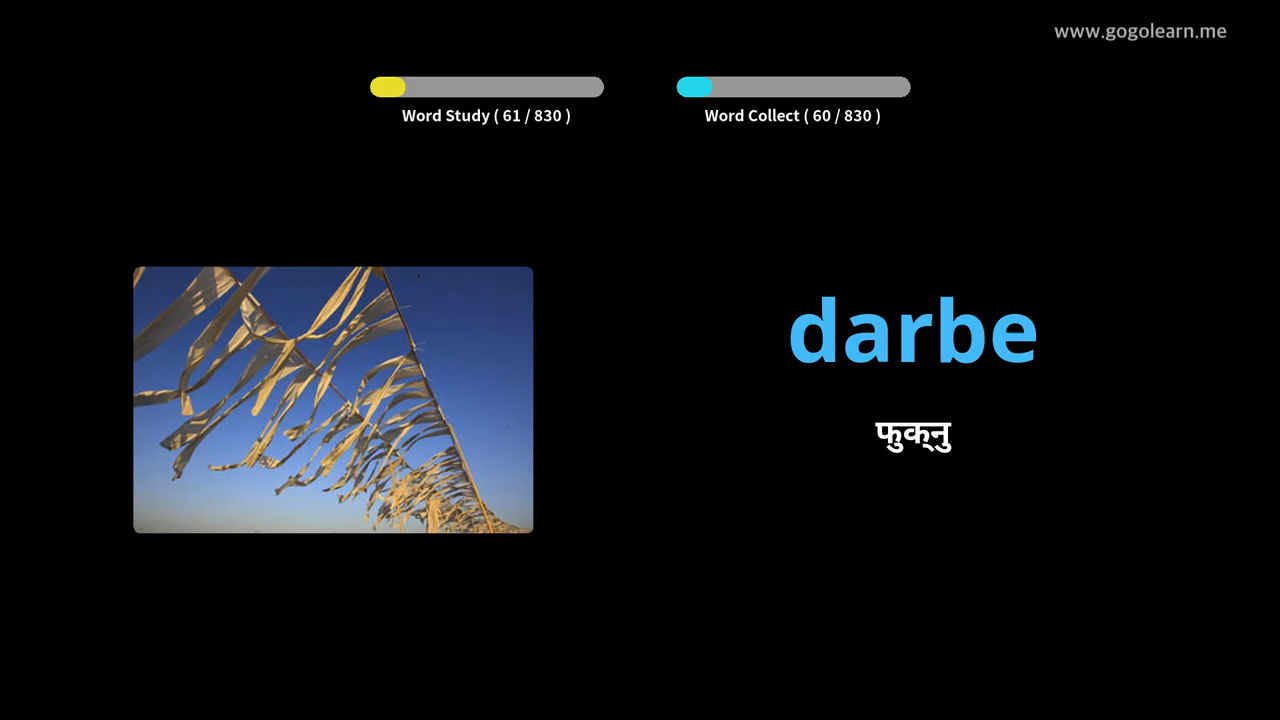 www.gogolearn.me
Word Study ( 61 / 830 )
Word Collect ( 60 / 830 )
darbe
फुक्नु